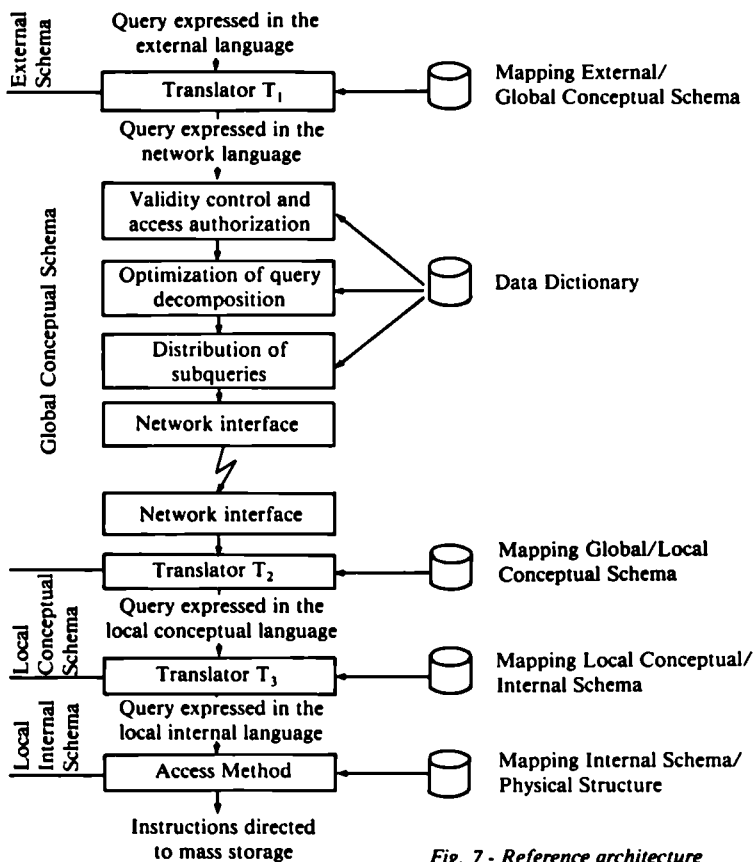 Query expressed in the
external language
External
Schema
Translator T₁
Mapping External/
Global Conceptual Schema
Query expressed in the
network language
Global Conceptual Schema
Validity control and
access authorization
Optimization of query
decomposition
Data Dictionary
Distribution of
subqueries
Network interface
Network interface
Translator T₂
Mapping Global/Local
Conceptual Schema
Local
Conceptual
Schema
Query expressed in the
local conceptual language
Translator T₃
Mapping Local Conceptual/
Internal Schema
Local
Internal
Schema
Query expressed in the
local internal language
Access Method
Mapping Internal Schema/
Physical Structure
Instructions directed
to mass storage
Fig. 7 - Reference architecture